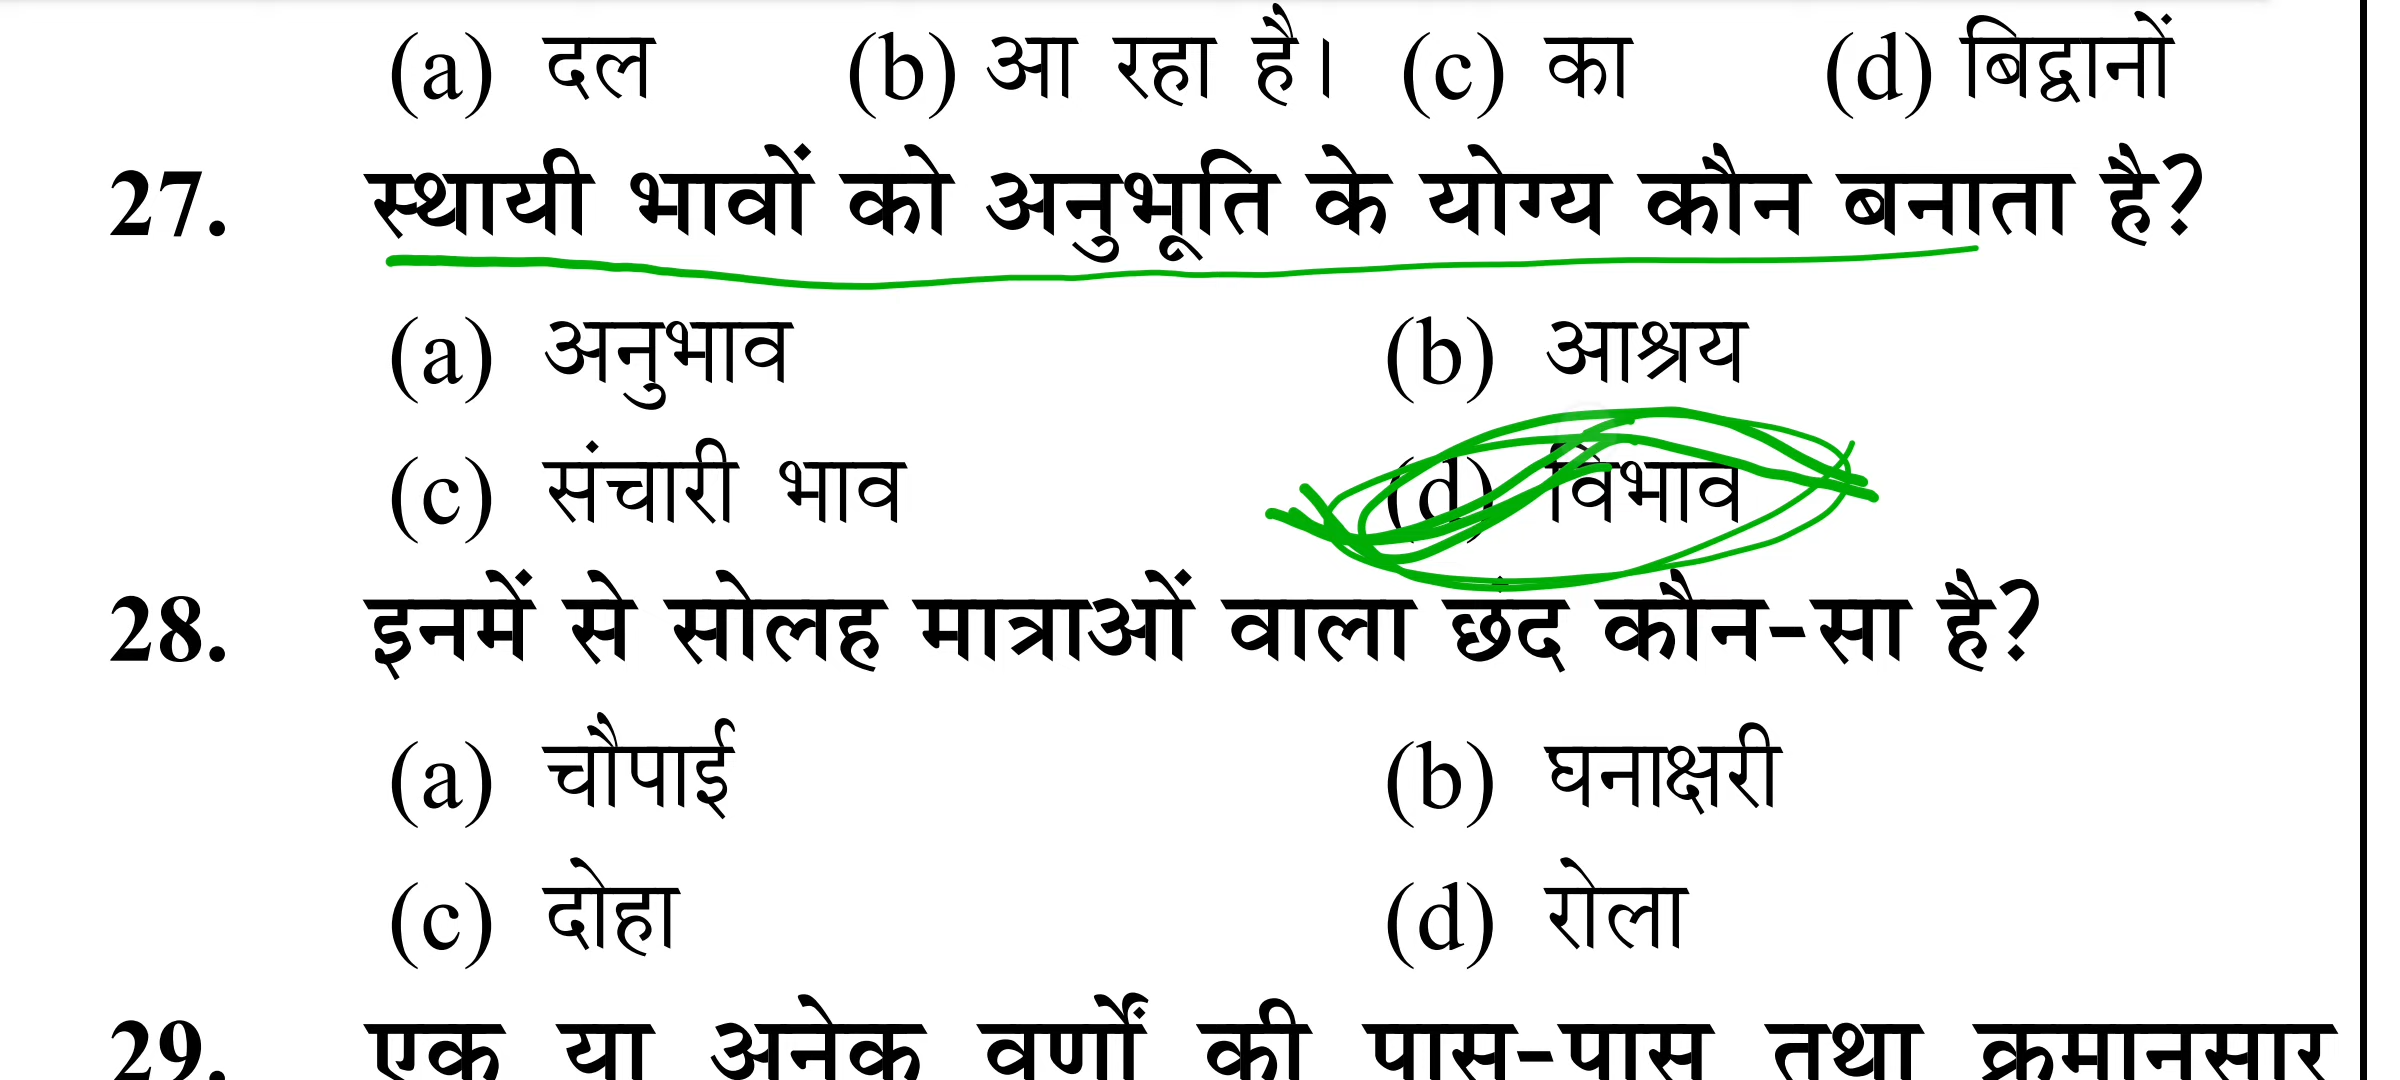 (a) दल (b) आ रहा है। (c) का (d) बिद्वानों
27. स्थायी भावों को अनुभूति के योग्य कौन बनाता है?
(a) अनुभाव (b) आश्रय
(c) संचारी भाव (d) विभाव
28. इनमें से सोलह मात्राओं वाला छंद कौन-सा है?
(a) चौपाई (b) घनाक्षरी
(c) दोहा (d) रोला
29. एक या अनेक वर्णों की पास-पास तथा क्रमानसार